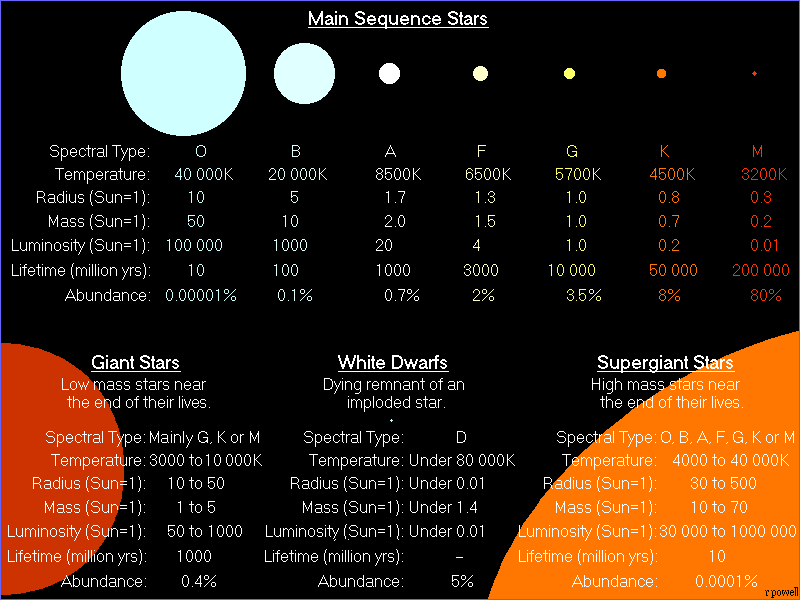 Main Sequence Stars
Spectral Type: O B A F G K M
Temperature: 40 000K 20 000K 8500K 6500K 5700K 4500K 3200K
Radius (Sun=1): 10 5 1.7 1.3 1.0 0.8 0.3
Mass (Sun=1): 50 10 2.0 1.5 1.0 0.7 0.2
Luminosity (Sun=1): 100 000 1000 20 4 1.0 0.2 0.01
Lifetime (million yrs): 10 100 1000 3000 10 000 50 000 200 000
Abundance: 0.00001% 0.1% 0.7% 2% 3.5% 8% 80%
Giant Stars
Low mass stars near
the end of their lives.
Spectral Type: Mainly G, K or M
Temperature: 3000 to 10 000K
Radius (Sun=1): 10 to 50
Mass (Sun=1): 1 to 5
Luminosity (Sun=1): 50 to 1000
Lifetime (million yrs): 1000
Abundance: 0.4%
White Dwarfs
Dying remnant of an
imploded star.
Spectral Type: D
Temperature: Under 80 000K
Radius (Sun=1): Under 0.01
Mass (Sun=1): Under 1.4
Luminosity (Sun=1): Under 0.01
Lifetime (million yrs): –
Abundance: 5%
Supergiant Stars
High mass stars near
the end of their lives.
Spectral Type: O, B, A, F, G, K or M
Temperature: 4000 to 40 000K
Radius (Sun=1): 30 to 500
Mass (Sun=1): 10 to 70
Luminosity (Sun=1): 30 000 to 1000 000
Lifetime (million yrs): 10
Abundance: 0.0001%
r powell